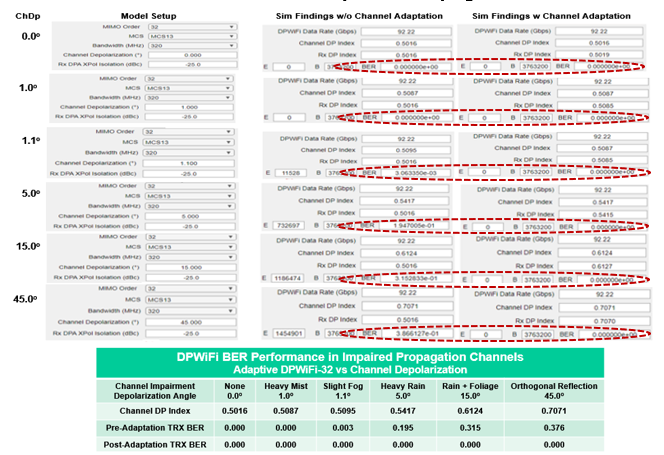 ChDp Model Setup Sim Findings w/o Channel Adaptation Sim Findings w Channel Adaptation
0.0º
MIMO Order 32
MCS MCS13
Bandwidth (MHz) 320
Channel Depolarization (°) 0.000
Rx DPA XPol Isolation (dBc) -25.0
DPWiFi Data Rate (Gbps) 92.22
Channel DP Index 0.5016
Rx DP Index 0.5016
E 0 B BER 0.000000e+00
DPWiFi Data Rate (Gbps) 92.22
Channel DP Index 0.5016
Rx DP Index 0.5019
E 0 B 3763200 BER 0.000000e+00
1.0º
MIMO Order 32
MCS MCS13
Bandwidth (MHz) 320
Channel Depolarization (°) 1.000
Rx DPA XPol Isolation (dBc) -25.0
DPWiFi Data Rate (Gbps) 92.22
Channel DP Index 0.5087
Rx DP Index 0.5016
E 0 B BER 0.000000e+00
DPWiFi Data Rate (Gbps) 92.22
Channel DP Index 0.5087
Rx DP Index 0.5085
E 0 B 3763200 BER 0.000000e+00
1.1º
MIMO Order 32
MCS MCS13
Bandwidth (MHz) 320
Channel Depolarization (°) 1.100
Rx DPA XPol Isolation (dBc) -25.0
DPWiFi Data Rate (Gbps) 92.22
Channel DP Index 0.5095
Rx DP Index 0.5016
E 11528 B BER 3.063350e-03
DPWiFi Data Rate (Gbps) 92.22
Channel DP Index 0.5087
Rx DP Index 0.5085
E 0 B 3763200 BER 0.000000e+00
5.0º
MIMO Order 32
MCS MCS13
Bandwidth (MHz) 320
Channel Depolarization (°) 5.000
Rx DPA XPol Isolation (dBc) -25.0
DPWiFi Data Rate (Gbps) 92.22
Channel DP Index 0.5417
Rx DP Index 0.5016
E 732697 B BER 1.947005e-01
DPWiFi Data Rate (Gbps) 92.22
Channel DP Index 0.5417
Rx DP Index 0.5415
E 0 B 3763200 BER 0.000000e+00
15.0º
MIMO Order 32
MCS MCS13
Bandwidth (MHz) 320
Channel Depolarization (°) 15.000
Rx DPA XPol Isolation (dBc) -25.0
DPWiFi Data Rate (Gbps) 92.22
Channel DP Index 0.6124
Rx DP Index 0.5016
E 1186474 B BER 3.152833e-01
DPWiFi Data Rate (Gbps) 92.22
Channel DP Index 0.6124
Rx DP Index 0.6127
E 0 B 3763200 BER 0.000000e+00
45.0º
MIMO Order 32
MCS MCS13
Bandwidth (MHz) 320
Channel Depolarization (°) 45.000
Rx DPA XPol Isolation (dBc) -25.0
DPWiFi Data Rate (Gbps) 92.22
Channel DP Index 0.7071
Rx DP Index 0.5016
E 1454901 B BER 3.866127e-01
DPWiFi Data Rate (Gbps) 92.22
Channel DP Index 0.7071
Rx DP Index 0.7070
E 0 B 3763200 BER 0.000000e+00
DPWiFi BER Performance in Impaired Propagation Channels
Adaptive DPWiFi-32 vs Channel Depolarization
Channel Impairment None Heavy Mist Slight Fog Heavy Rain Rain + Foliage Orthogonal Reflection
Depolarization Angle 0.0º 1.0º 1.1º 5.0º 15.0º 45.0º
Channel DP Index 0.5016 0.5087 0.5095 0.5417 0.6124 0.7071
Pre-Adaptation TRX BER 0.000 0.000 0.003 0.195 0.315 0.376
Post-Adaptation TRX BER 0.000 0.000 0.000 0.000 0.000 0.000